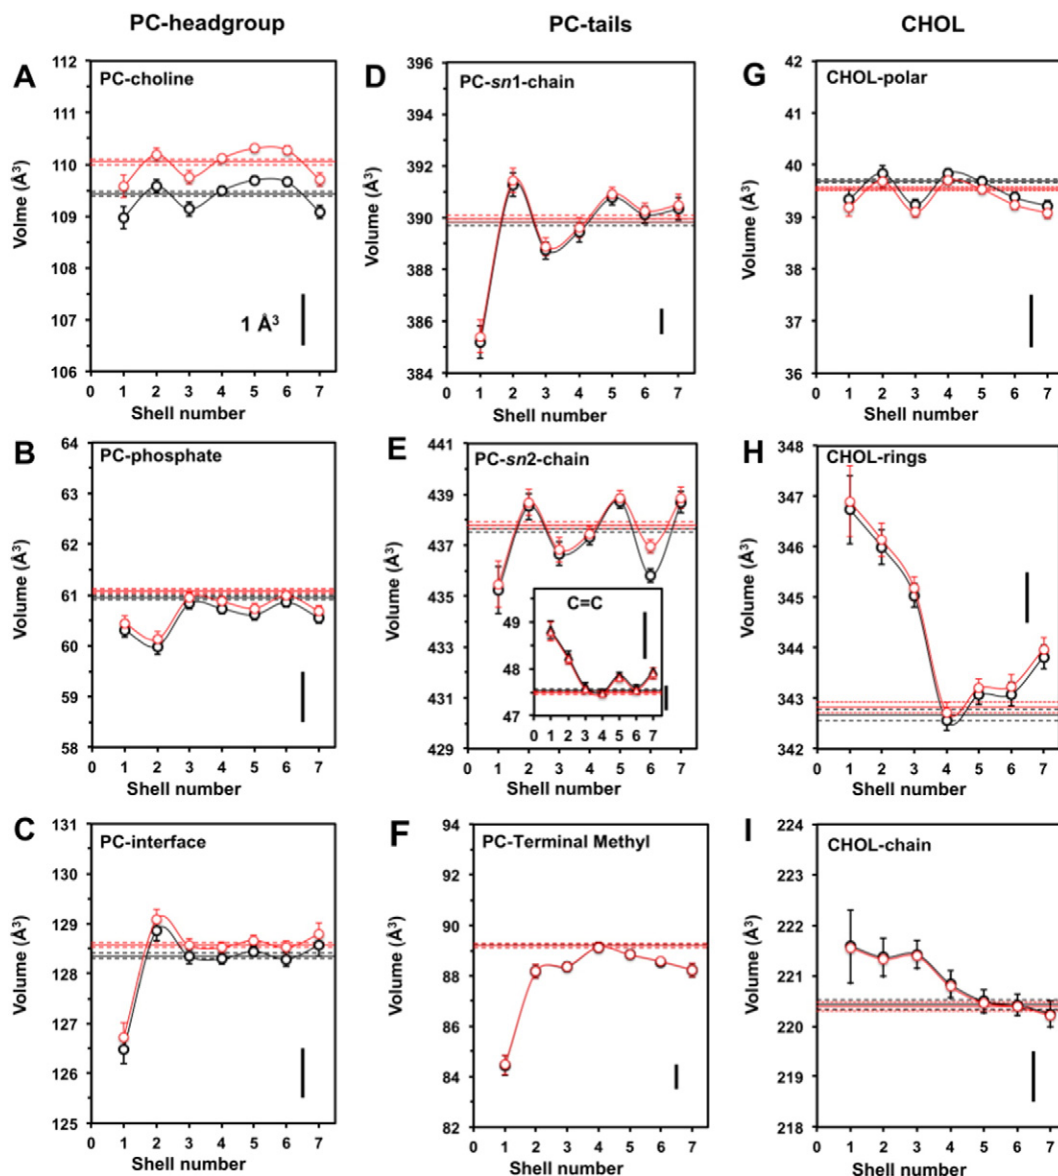 PC-headgroup
PC-tails
CHOL
A
PC-choline
Volme (Å³)
112
111
110
109
108
107
106
1 Å³
0 1 2 3 4 5 6 7
Shell number
D
PC-sn1-chain
Volume (Å³)
396
394
392
390
388
386
384
0 1 2 3 4 5 6 7
Shell number
G
CHOL-polar
Volume (Å³)
42
41
40
39
38
37
36
0 1 2 3 4 5 6 7
Shell number
B
PC-phosphate
Volume (Å³)
64
63
62
61
60
59
58
0 1 2 3 4 5 6 7
Shell number
E
PC-sn2-chain
Volume (Å³)
441
439
437
435
433
431
429
C=C
49
48
47
0 1 2 3 4 5 6 7
0 1 2 3 4 5 6 7
Shell number
H
CHOL-rings
Volume (Å³)
348
347
346
345
344
343
342
0 1 2 3 4 5 6 7
Shell number
C
PC-interface
Volume (Å³)
131
130
129
128
127
126
125
0 1 2 3 4 5 6 7
Shell number
F
PC-Terminal Methyl
Volume (Å³)
94
92
90
88
86
84
82
0 1 2 3 4 5 6 7
Shell number
I
CHOL-chain
Volume (Å³)
224
223
222
221
220
219
218
0 1 2 3 4 5 6 7
Shell number